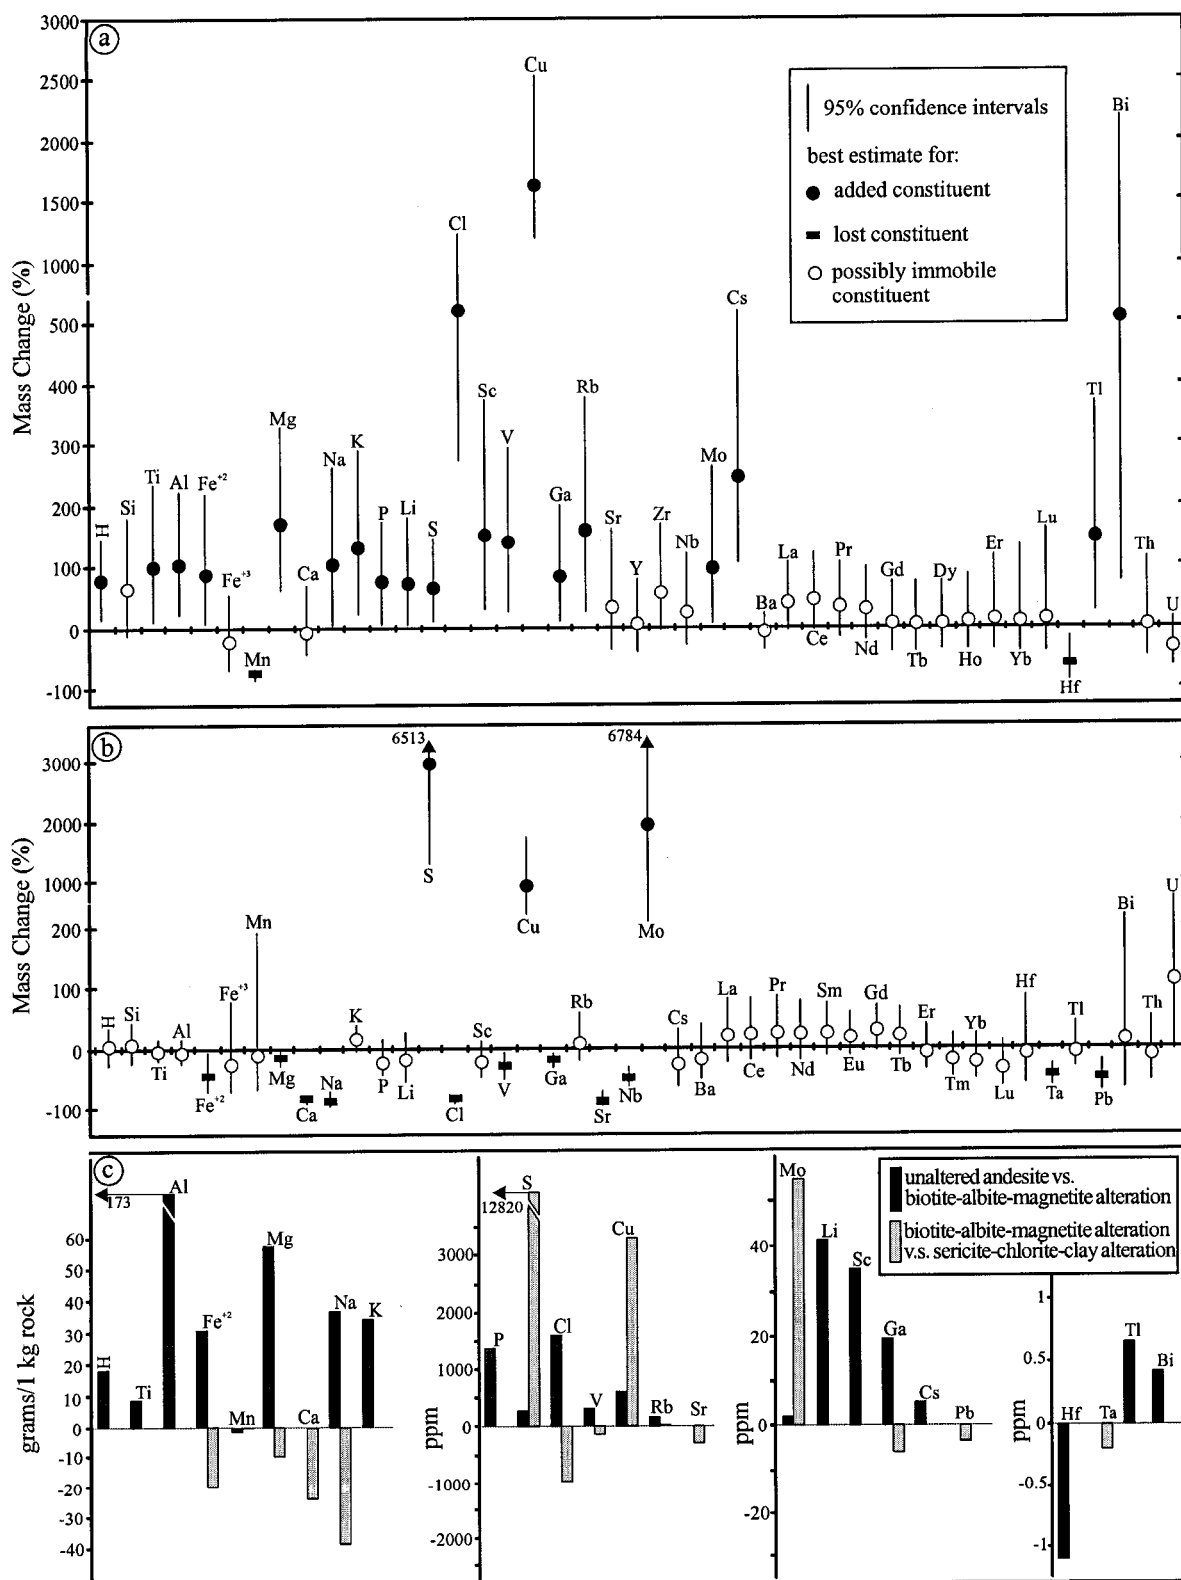 a
3000
2500
2000
1500
1000
500
400
300
200
100
0
-100
Mass Change (%)
H
Si
Ti
Al
Fe+2
Fe+3
Mn
Mg
Ca
Na
K
P
Li
S
Cl
Sc
V
Cu
Ga
Rb
Sr
Y
Zr
Nb
Mo
Cs
Ba
La
Ce
Pr
Nd
Gd
Tb
Dy
Ho
Er
Yb
Lu
Hf
Tl
Bi
Th
U
95% confidence intervals
best estimate for:
added constituent
lost constituent
possibly immobile
constituent
b
3000
2000
1000
200
100
0
-100
Mass Change (%)
6513
6784
H
Si
Ti
Al
Fe+2
Fe+3
Mn
Mg
Ca
Na
K
P
Li
S
Cl
Sc
V
Cu
Ga
Rb
Sr
Nb
Mo
Cs
Ba
La
Ce
Pr
Nd
Sm
Eu
Gd
Tb
Er
Tm
Yb
Lu
Hf
Ta
Tl
Pb
Bi
Th
U
c
unaltered andesite vs.
biotite-albite-magnetite alteration
biotite-albite-magnetite alteration
v.s. sericite-chlorite-clay alteration
grams/1 kg rock
60
50
40
30
20
10
0
-10
-20
-30
-40
173
H
Ti
Al
Fe+2
Mn
Mg
Ca
Na
K
ppm
3000
2000
1000
0
-1000
-2000
12820
P
S
Cl
V
Cu
Rb
Sr
ppm
40
20
0
-20
Mo
Li
Sc
Ga
Cs
Pb
ppm
1
0.5
0
-0.5
-1
Hf
Ta
Tl
Bi